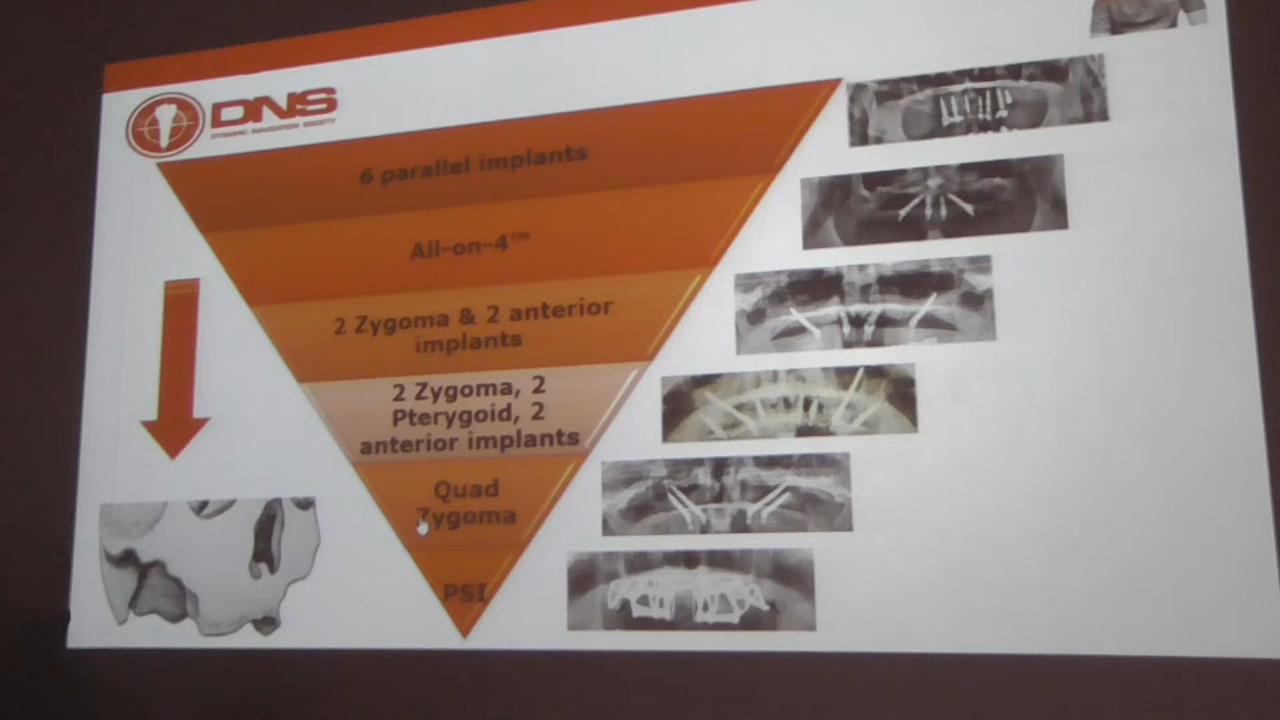 DNS
DYNAMIC NAVIGATION SOCIETY
6 parallel implants
All-on-4™
2 Zygoma & 2 anterior
implants
2 Zygoma, 2
Pterygoid, 2
anterior implants
Quad
Zygoma
PSI